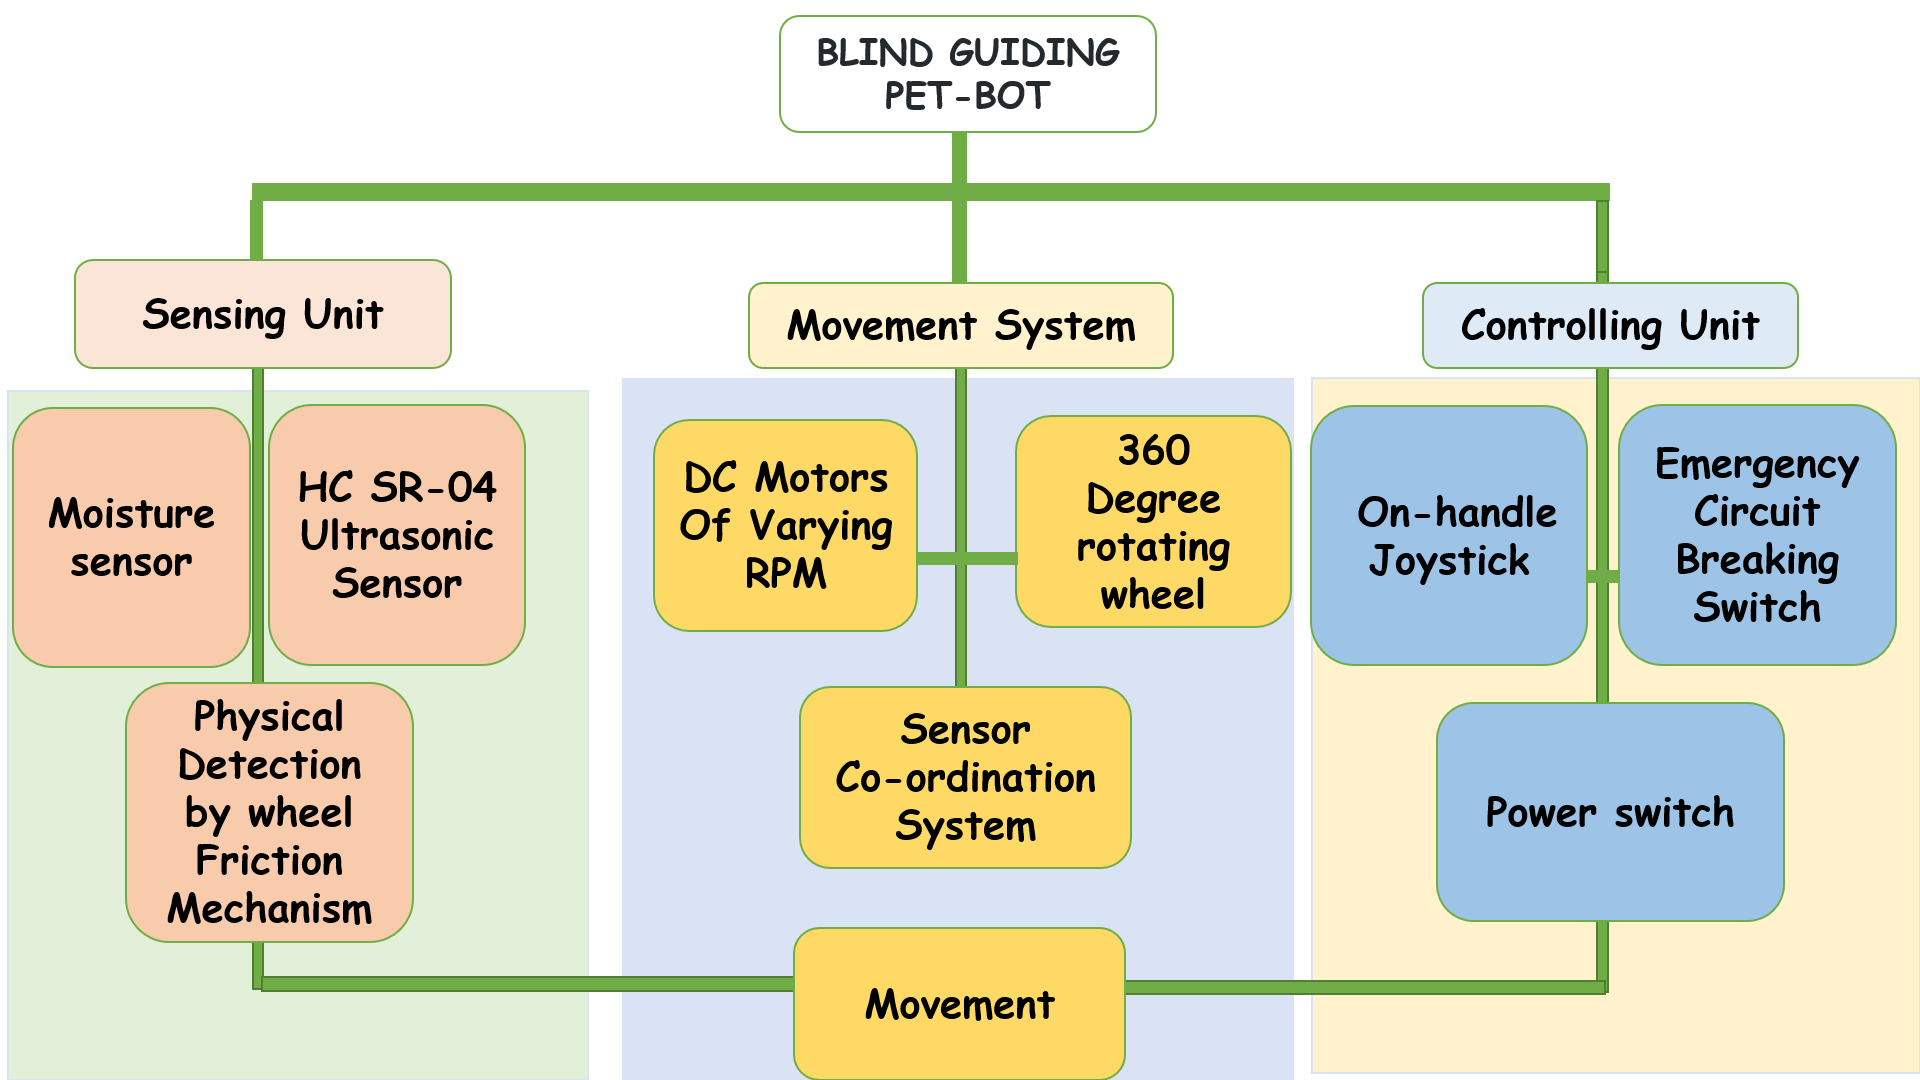 BLIND GUIDING
PET-BOT
Sensing Unit
Movement System
Controlling Unit
Moisture
sensor
HC SR-04
Ultrasonic
Sensor
Physical
Detection
by wheel
Friction
Mechanism
DC Motors
Of Varying
RPM
360
Degree
rotating
wheel
Sensor
Co-ordination
System
Movement
On-handle
Joystick
Emergency
Circuit
Breaking
Switch
Power switch